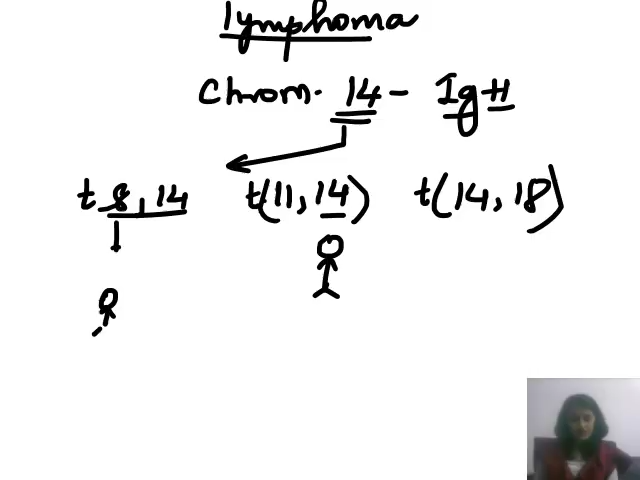 lymphoma
Chrom. 14 - IgH
t 8, 14 t(11, 14) t(14, 18)